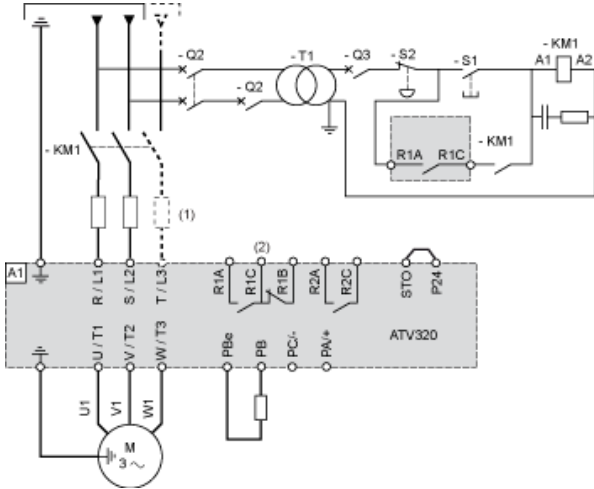 - Q2
- T1
- Q3
- S2
- S1
- KM1
A1
A2
- Q2
- KM1
R1A
R1C
- KM1
(1)
(2)
A1
R / L1
S / L2
T / L3
R1A
R1C
R1B
R2A
R2C
STO
P24
ATV320
U / T1
V / T2
W / T3
PBe
PB
PC/-
PA/+
U1
V1
W1
M
3 ~